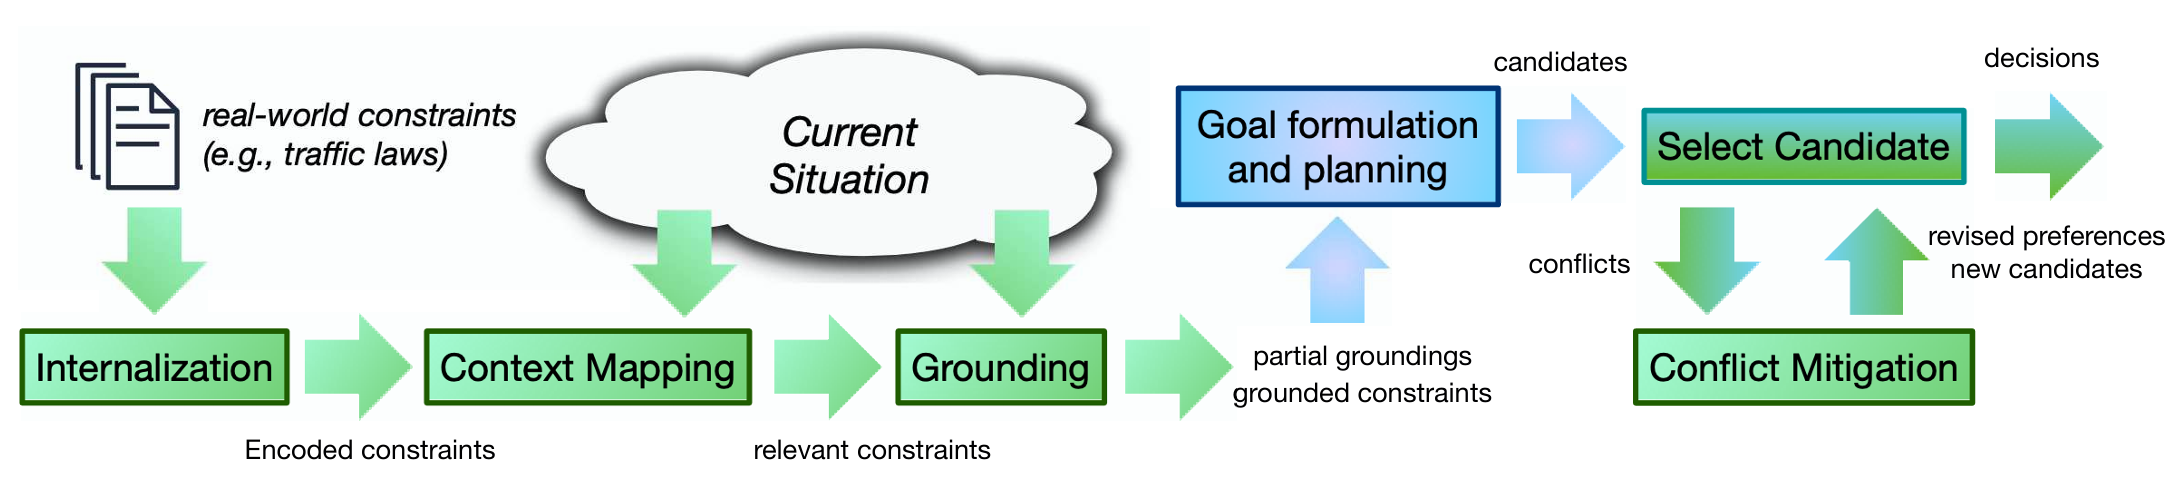 real-world constraints
(e.g., traffic laws)
Current
Situation
Internalization
Encoded constraints
Context Mapping
relevant constraints
Grounding
partial groundings
grounded constraints
Goal formulation
and planning
candidates
Select Candidate
decisions
conflicts
Conflict Mitigation
revised preferences
new candidates